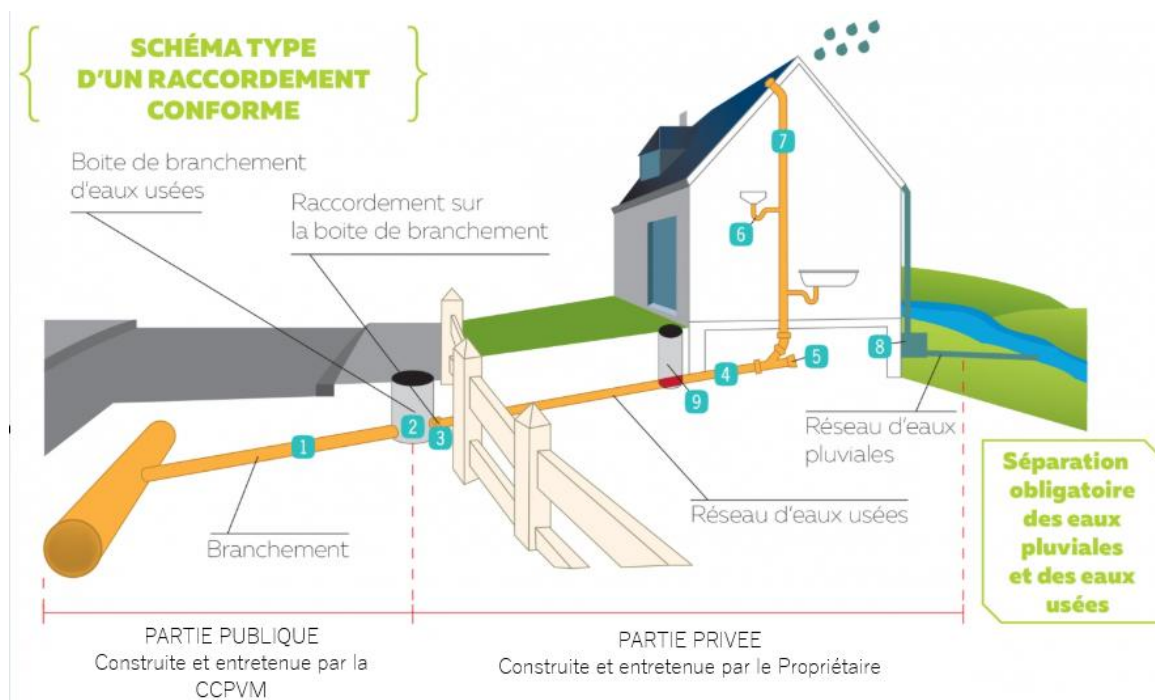 SCHÉMA TYPE
D'UN RACCORDEMENT
CONFORME
Boite de branchement
d'eaux usées
Raccordement sur
la boite de branchement
7
6
5
8
4
9
2
3
1
Réseau d'eaux
pluviales
Réseau d'eaux usées
Branchement
Séparation
obligatoire
des eaux
pluviales
et des eaux
usées
PARTIE PUBLIQUE
Construite et entretenue par la
CCPVM
PARTIE PRIVEE
Construite et entretenue par le Propriétaire